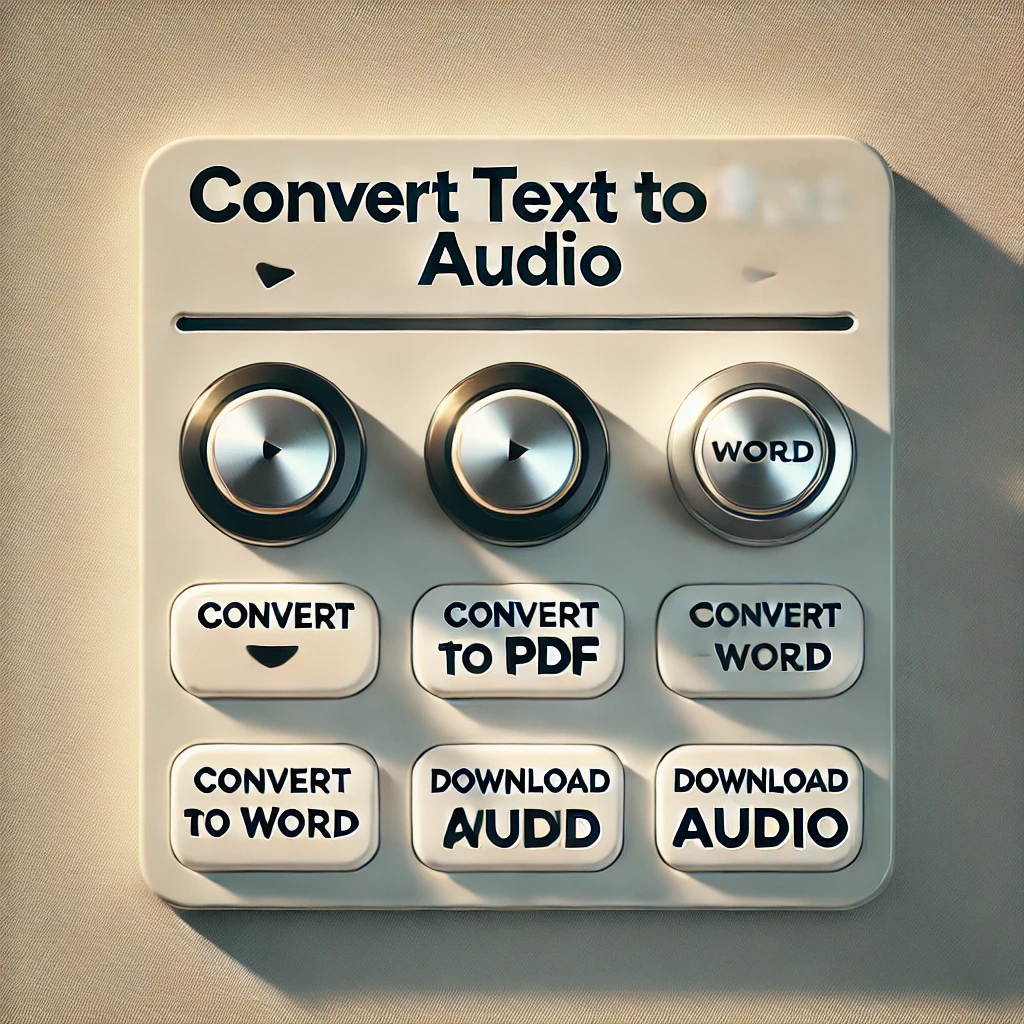 Convert Text to
Audio
WORD
CONVERT
CONVERT
TO PDF
CONVERT
WORD
CONVERT
TO WORD
DOWNLOAD
AUDD
DOWNLOAD
AUDIO